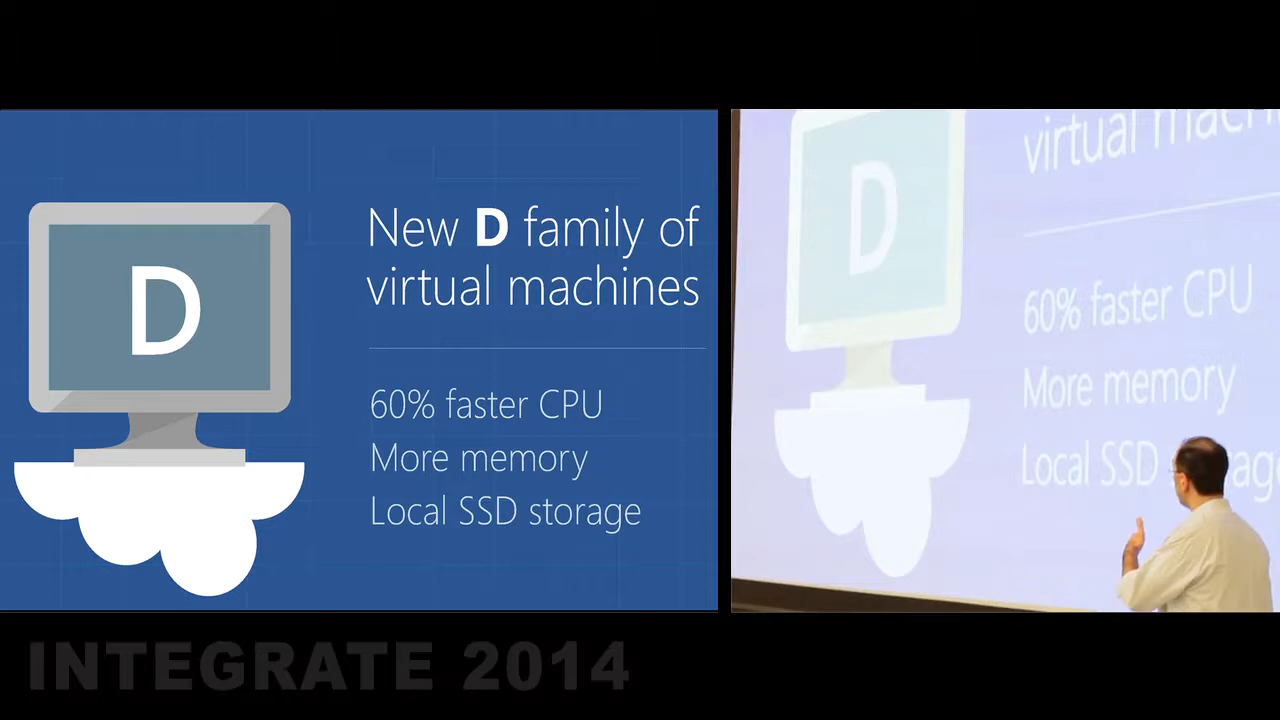 D
New D family of
virtual machines
60% faster CPU
More memory
Local SSD storage
D
virtual
60% faster CPU
More memory
Local SSD
INTEGRATE 2014